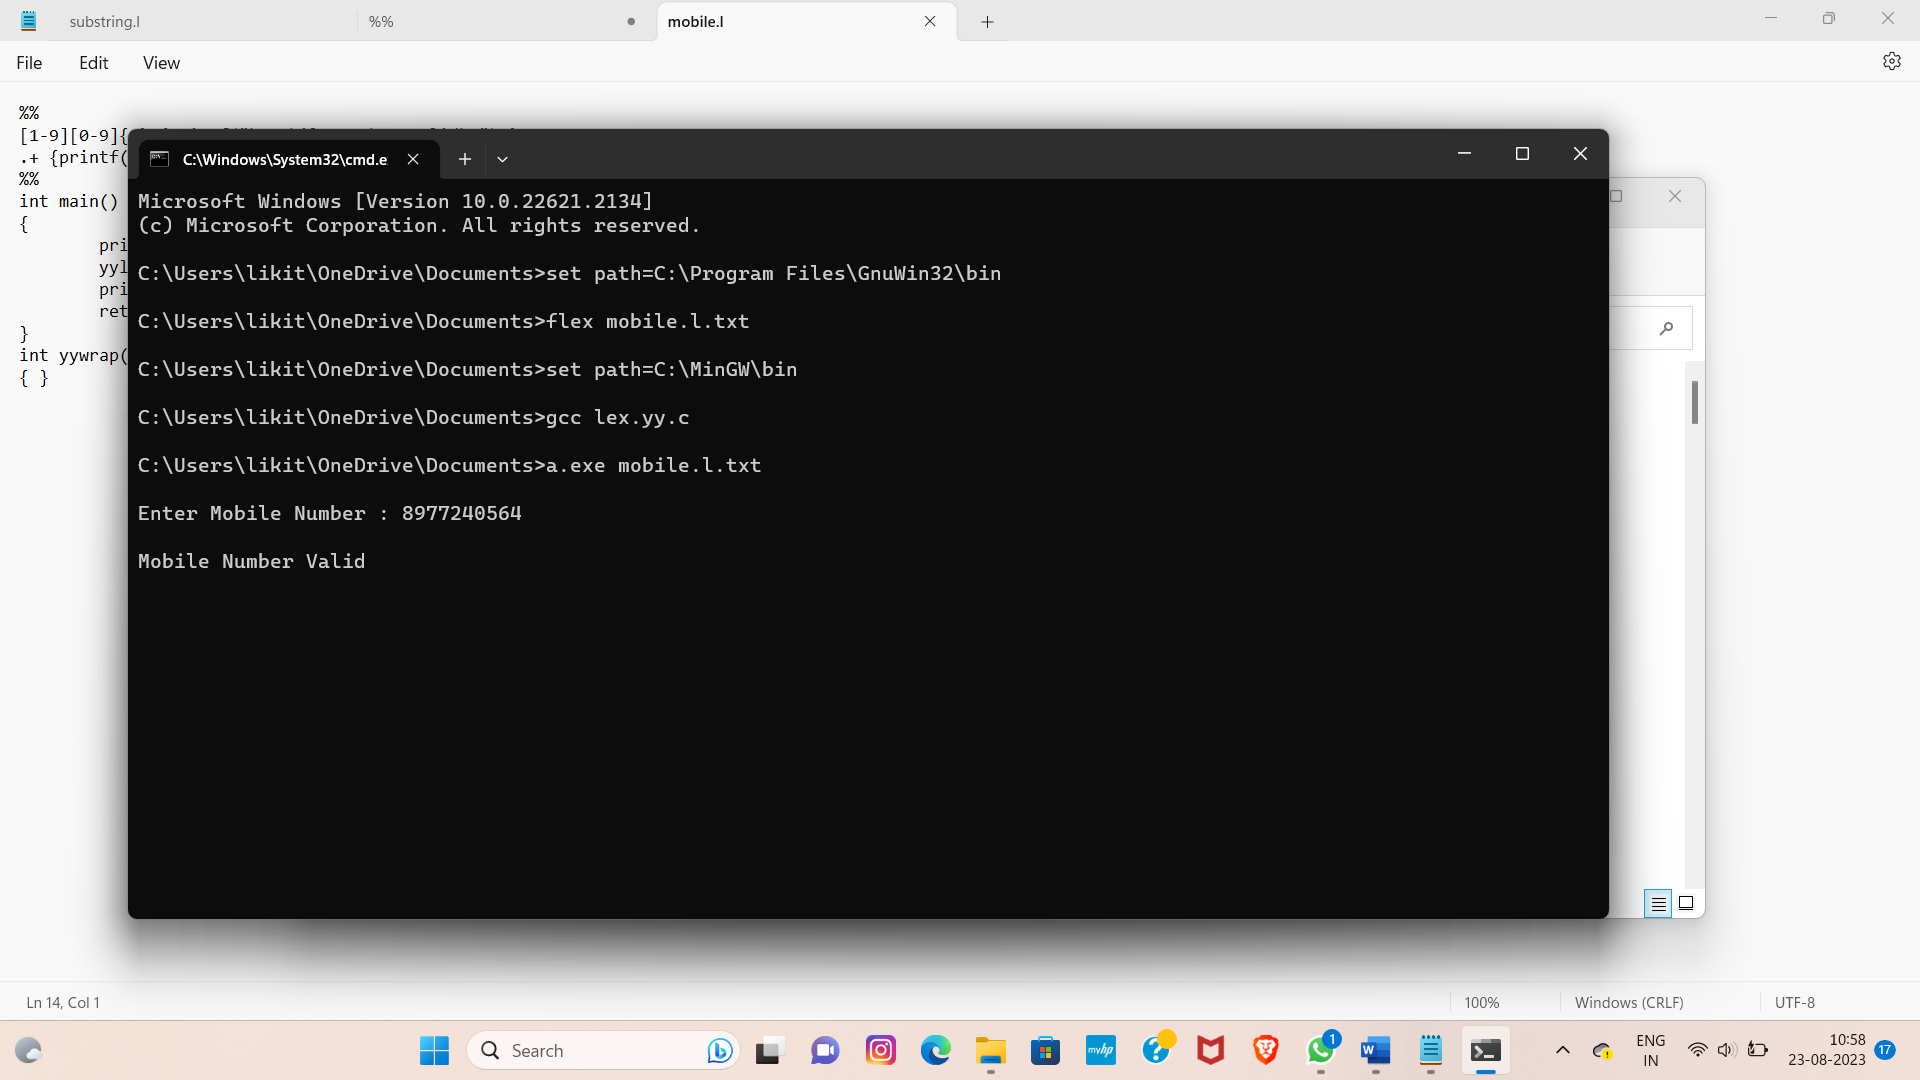 substring.l
%%
mobile.l
File
Edit
View
%%
[1-9][0-9]{
.+ {printf(
%%
int main()
{
pri
yyl
pri
ret
}
int yywrap(
{ }
C:\Windows\System32\cmd.e
Microsoft Windows [Version 10.0.22621.2134]
(c) Microsoft Corporation. All rights reserved.
C:\Users\likit\OneDrive\Documents>set path=C:\Program Files\GnuWin32\bin
C:\Users\likit\OneDrive\Documents>flex mobile.l.txt
C:\Users\likit\OneDrive\Documents>set path=C:\MinGW\bin
C:\Users\likit\OneDrive\Documents>gcc lex.yy.c
C:\Users\likit\OneDrive\Documents>a.exe mobile.l.txt
Enter Mobile Number : 8977240564
Mobile Number Valid
Ln 14, Col 1
100%
Windows (CRLF)
UTF-8
Search
myhp
1
W
ENG
IN
10:58
23-08-2023
17